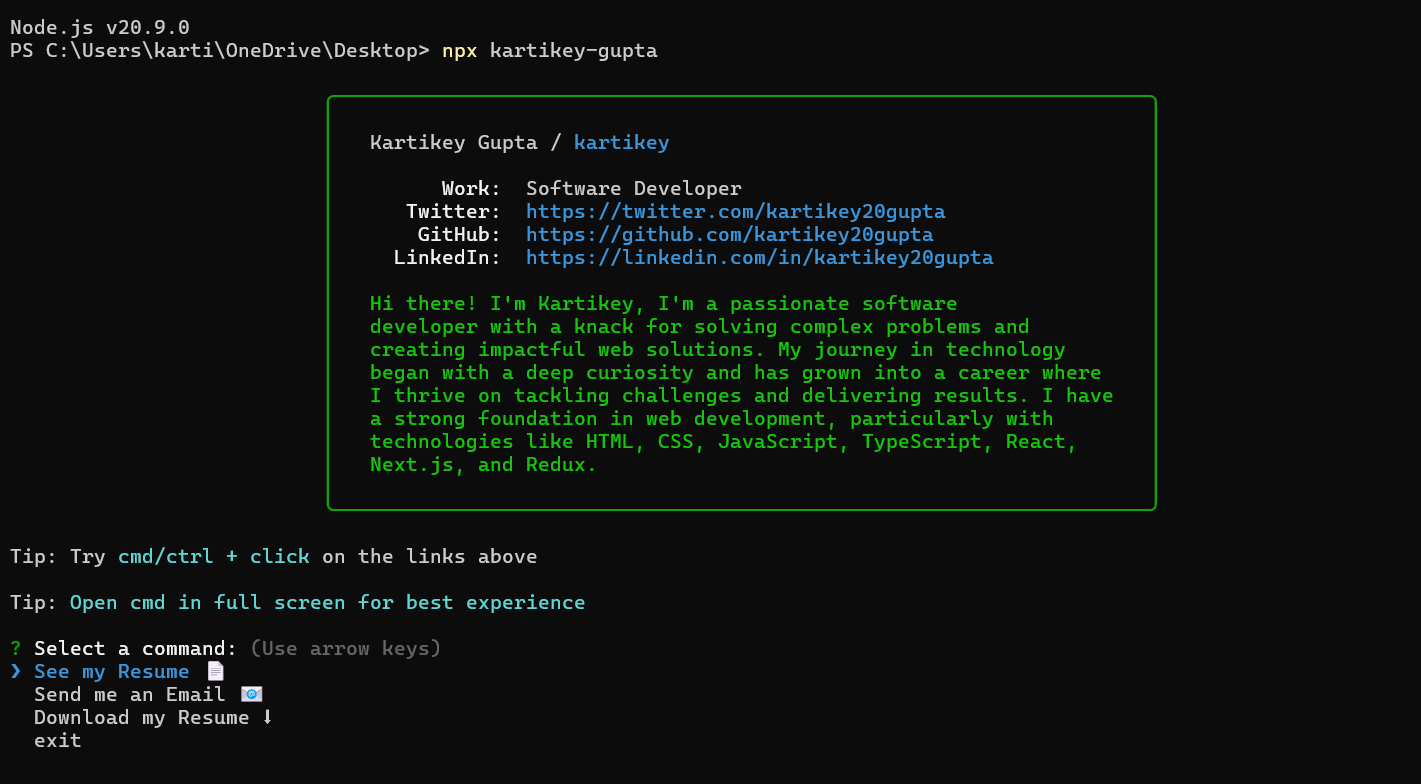 Node.js v20.9.0
PS C:\Users\karti\OneDrive\Desktop> npx kartikey-gupta
Kartikey Gupta / kartikey
Work: Software Developer
Twitter: https://twitter.com/kartikey20gupta
GitHub: https://github.com/kartikey20gupta
LinkedIn: https://linkedin.com/in/kartikey20gupta
Hi there! I'm Kartikey, I'm a passionate software
developer with a knack for solving complex problems and
creating impactful web solutions. My journey in technology
began with a deep curiosity and has grown into a career where
I thrive on tackling challenges and delivering results. I have
a strong foundation in web development, particularly with
technologies like HTML, CSS, JavaScript, TypeScript, React,
Next.js, and Redux.
Tip: Try cmd/ctrl + click on the links above
Tip: Open cmd in full screen for best experience
? Select a command: (Use arrow keys)
❯ See my Resume 📄
Send me an Email 📧
Download my Resume ⬇
exit